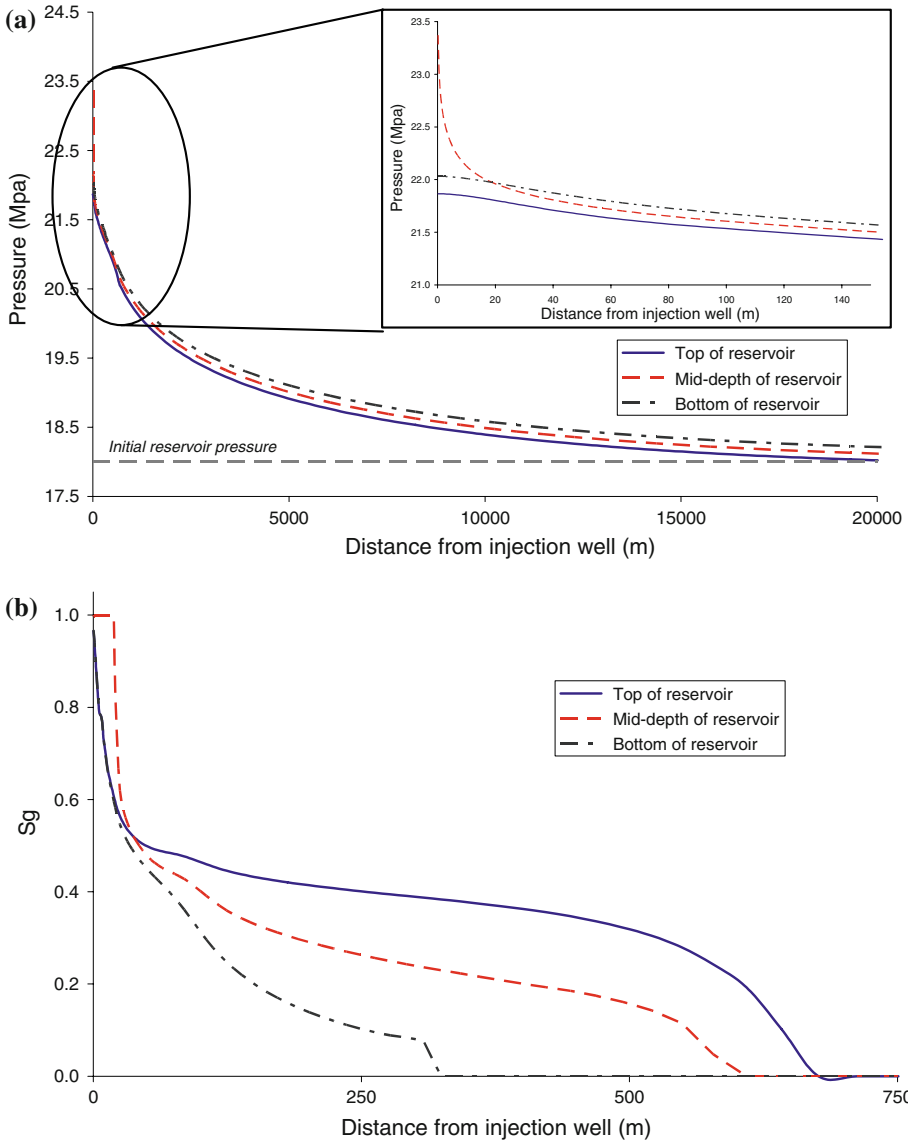 (a)
24.5
23.5
22.5
21.5
20.5
19.5
18.5
17.5
Pressure (Mpa)
0
5000
10000
15000
20000
Distance from injection well (m)
Initial reservoir pressure
23.5
23.0
22.5
22.0
21.5
21.0
Pressure (Mpa)
0
20
40
60
80
100
120
140
Distance from injection well (m)
Top of reservoir
Mid-depth of reservoir
Bottom of reservoir
(b)
1.0
0.8
0.6
0.4
0.2
0.0
Sg
0
250
500
750
Distance from injection well (m)
Top of reservoir
Mid-depth of reservoir
Bottom of reservoir